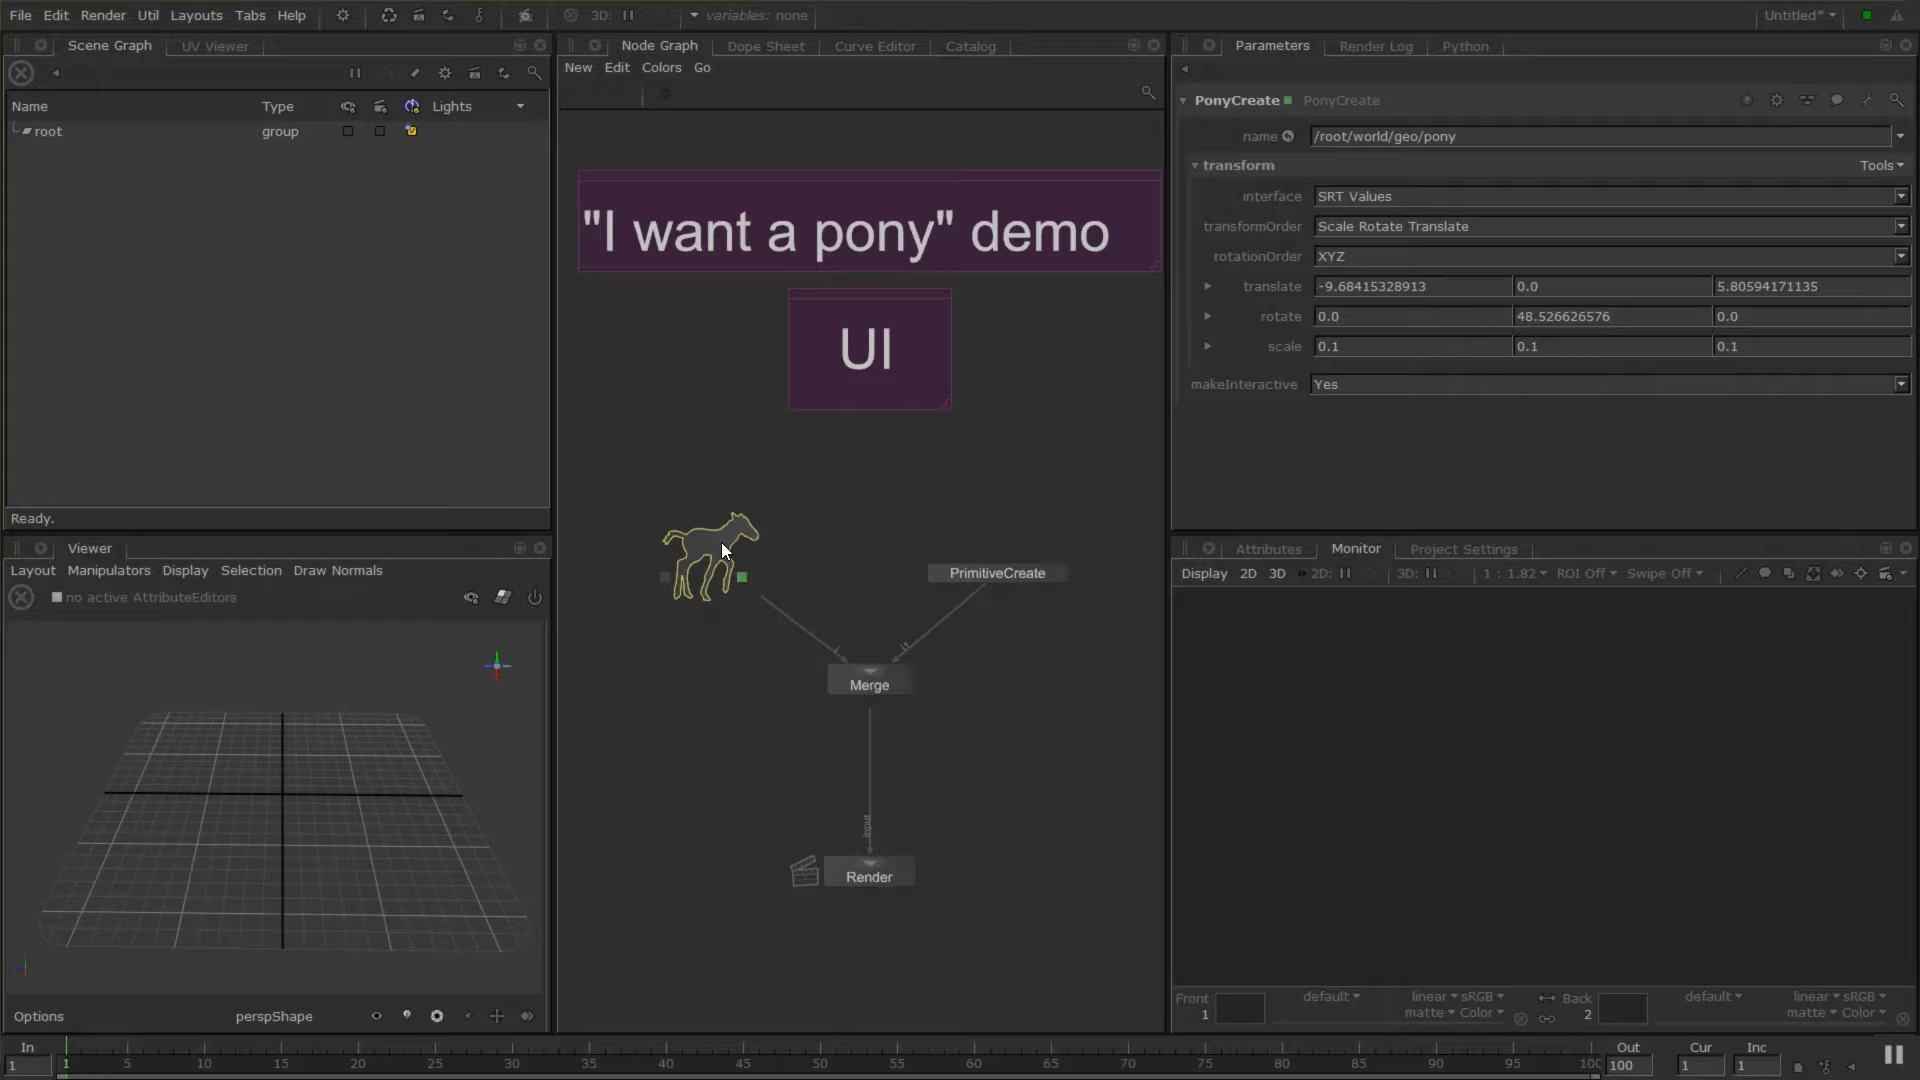 File Edit Render Util Layouts Tabs Help 3D: variables: none Untitled*
Scene Graph UV Viewer
Name Type Lights
root group
Ready.
Viewer
Layout Manipulators Display Selection Draw Normals
no active AttributeEditors
Options perspShape
Node Graph Dope Sheet Curve Editor Catalog
New Edit Colors Go
"I want a pony" demo
UI
PrimitiveCreate
Merge
input
Render
Parameters Render Log Python
PonyCreate PonyCreate
name /root/world/geo/pony
transform Tools
interface SRT Values
transformOrder Scale Rotate Translate
rotationOrder XYZ
translate -9.68415328913 0.0 5.80594171135
rotate 0.0 48.526626576 0.0
scale 0.1 0.1 0.1
makeInteractive Yes
Attributes Monitor Project Settings
Display 2D 3D 2D: 3D: 1 : 1.82 ROI Off Swipe Off
Front default linear sRGB Back default linear sRGB
1 matte Color 2 matte Color
In Out Cur Inc
1 1 5 10 15 20 25 30 35 40 45 50 55 60 65 70 75 80 85 90 95 100 1 1